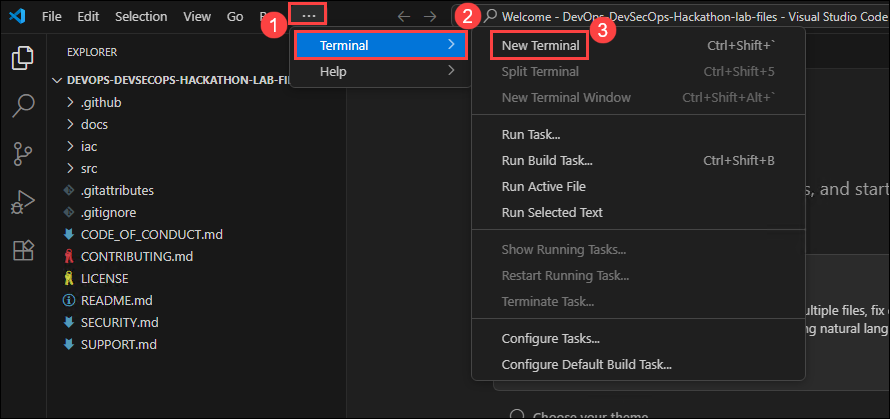 File Edit Selection View Go ... 1 2 Welcome - DevOps-DevSecOps-Hackathon-lab-files - Visual Studio Code
EXPLORER
DEVOPS-DEVSECOPS-HACKATHON-LAB-FI
.github
docs
iac
src
.gitattributes
.gitignore
CODE_OF_CONDUCT.md
CONTRIBUTING.md
LICENSE
README.md
SECURITY.md
SUPPORT.md
Terminal
Help
New Terminal 3 Ctrl+Shift+`
Split Terminal Ctrl+Shift+5
New Terminal Window Ctrl+Shift+Alt+`
Run Task...
Run Build Task... Ctrl+Shift+B
Run Active File
Run Selected Text
Show Running Tasks...
Restart Running Task...
Terminate Task...
Configure Tasks...
Configure Default Build Task...
s, and start
ultiple files, fix
ng natural lang
Choose your theme